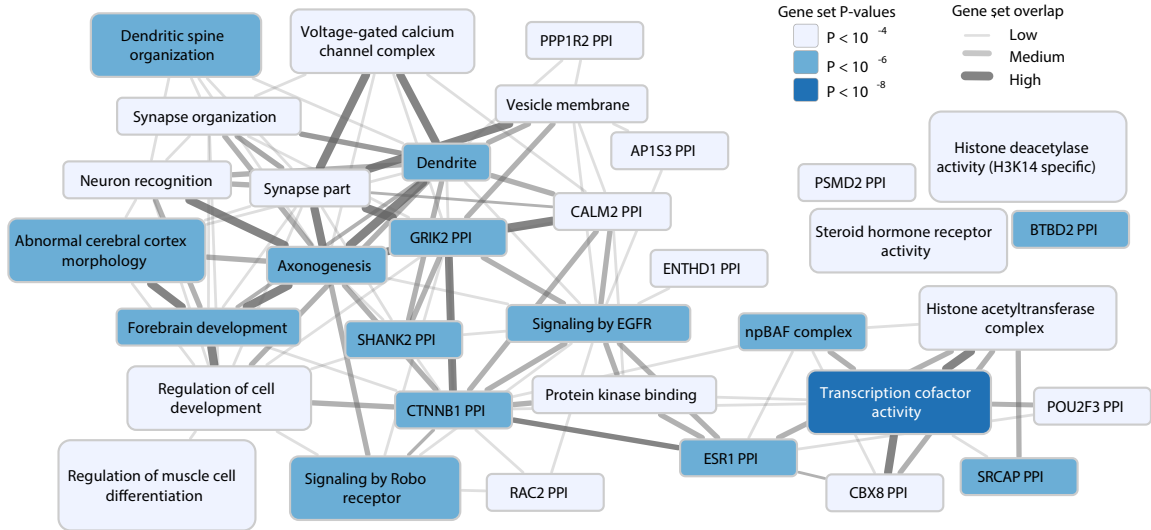 Dendritic spine
organization
Voltage-gated calcium
channel complex
PPP1R2 PPI
Gene set P-values
P < 10 -4
P < 10 -6
P < 10 -8
Gene set overlap
Low
Medium
High
Synapse organization
Vesicle membrane
AP1S3 PPI
Histone deacetylase
activity (H3K14 specific)
Neuron recognition
Synapse part
Dendrite
PSMD2 PPI
CALM2 PPI
Steroid hormone receptor
activity
BTBD2 PPI
Abnormal cerebral cortex
morphology
GRIK2 PPI
Axonogenesis
ENTHD1 PPI
Histone acetyltransferase
complex
Forebrain development
SHANK2 PPI
Signaling by EGFR
npBAF complex
Regulation of cell
development
CTNNB1 PPI
Protein kinase binding
Transcription cofactor
activity
POU2F3 PPI
Regulation of muscle cell
differentiation
Signaling by Robo
receptor
RAC2 PPI
ESR1 PPI
CBX8 PPI
SRCAP PPI